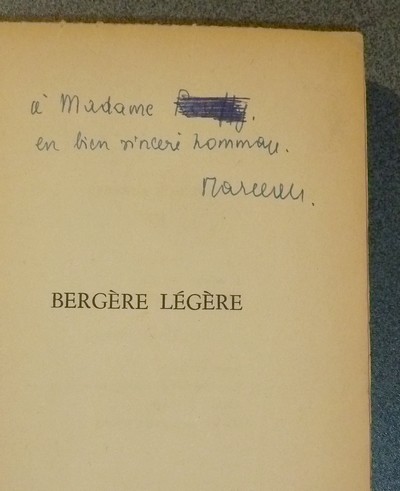 à Madame
en bien sincère hommage.
Marceau.
BERGÈRE LÉGÈRE